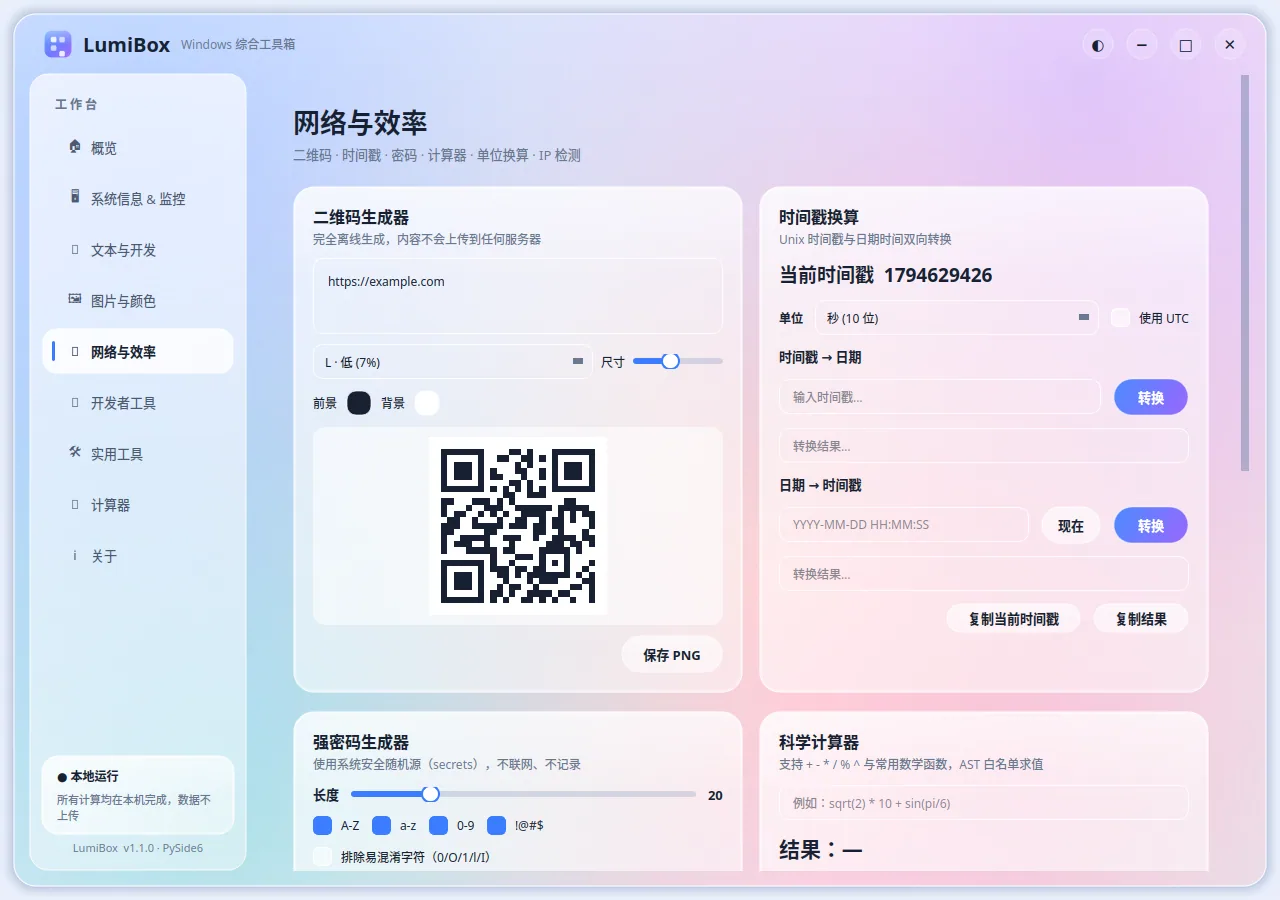 LumiBox Windows 综合工具箱
工作台
概览
系统信息 & 监控
文本与开发
图片与颜色
网络与效率
开发者工具
实用工具
计算器
i 关于
● 本地运行
所有计算均在本机完成，数据不
上传
LumiBox v1.1.0 · PySide6
网络与效率
二维码 · 时间戳 · 密码 · 计算器 · 单位换算 · IP 检测
二维码生成器
完全离线生成，内容不会上传到任何服务器
https://example.com
L · 低 (7%)
尺寸
前景
背景
保存 PNG
时间戳换算
Unix 时间戳与日期时间双向转换
当前时间戳 1794629426
单位
秒 (10 位)
使用 UTC
时间戳 → 日期
输入时间戳...
转换
转换结果...
日期 → 时间戳
YYYY-MM-DD HH:MM:SS
现在
转换
转换结果...
复制当前时间戳
复制结果
强密码生成器
使用系统安全随机源（secrets），不联网、不记录
长度
20
A-Z
a-z
0-9
!@#$
排除易混淆字符（0/O/1/l/I）
科学计算器
支持 + - * / % ^ 与常用数学函数，AST 白名单求值
例如：sqrt(2) * 10 + sin(pi/6)
结果：—